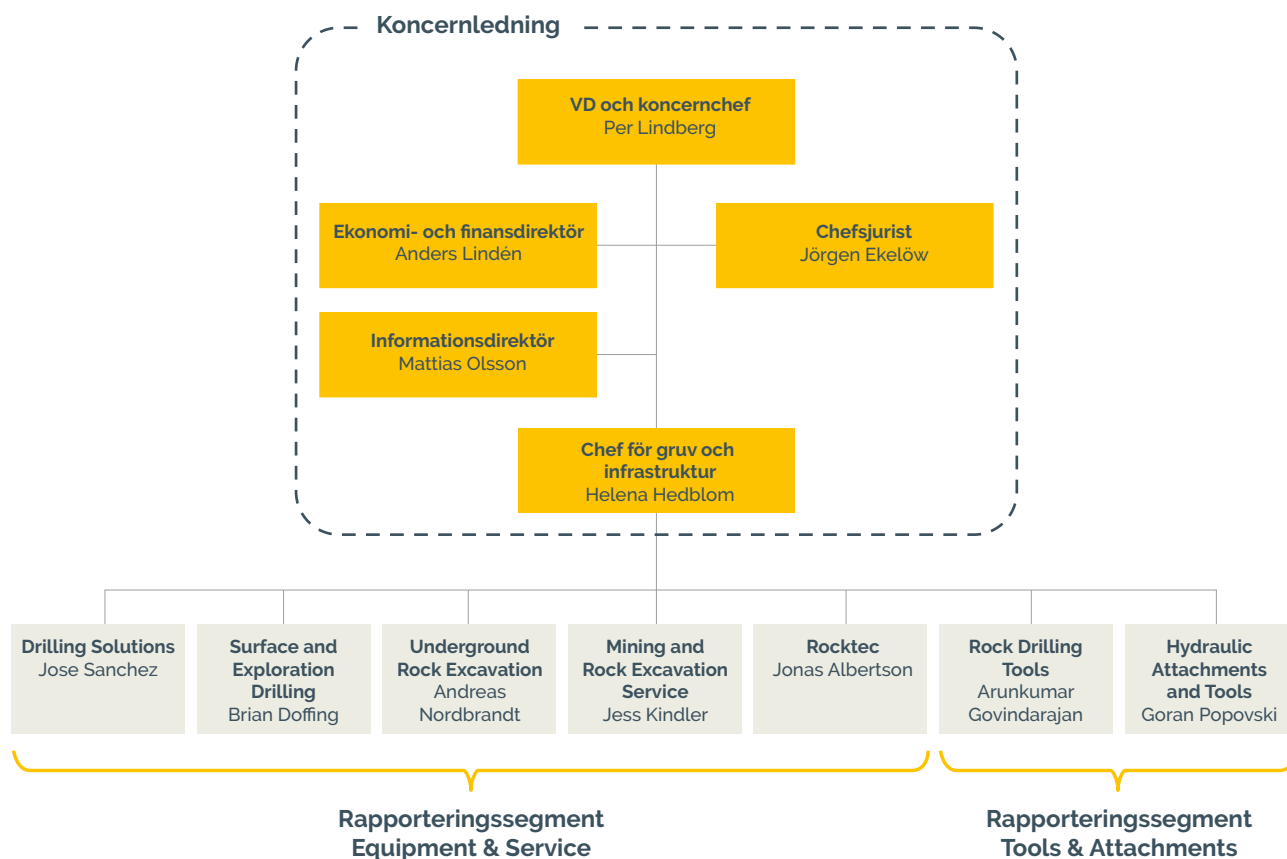 Koncernledning
VD och koncernchef
Per Lindberg
Ekonomi- och finansdirektör
Anders Lindén
Chefsjurist
Jörgen Ekelöw
Informationsdirektör
Mattias Olsson
Chef för gruv och
infrastruktur
Helena Hedblom
Drilling Solutions
Jose Sanchez
Surface and
Exploration
Drilling
Brian Doffing
Underground
Rock Excavation
Andreas
Nordbrandt
Mining and
Rock Excavation
Service
Jess Kindler
Rocktec
Jonas Albertson
Rock Drilling
Tools
Arunkumar
Govindarajan
Hydraulic
Attachments
and Tools
Goran Popovski
Rapporteringssegment
Equipment & Service
Rapporteringssegment
Tools & Attachments